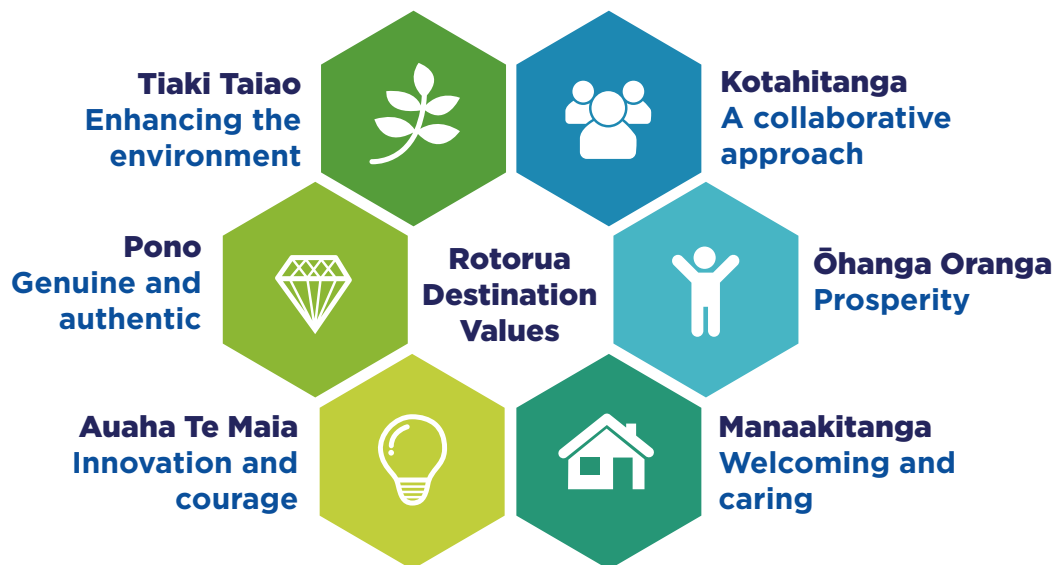 Tiaki Taiao
Enhancing the
environment
Kotahitanga
A collaborative
approach
Pono
Genuine and
authentic
Rotorua
Destination
Values
Ōhanga Oranga
Prosperity
Auaha Te Maia
Innovation and
courage
Manaakitanga
Welcoming and
caring